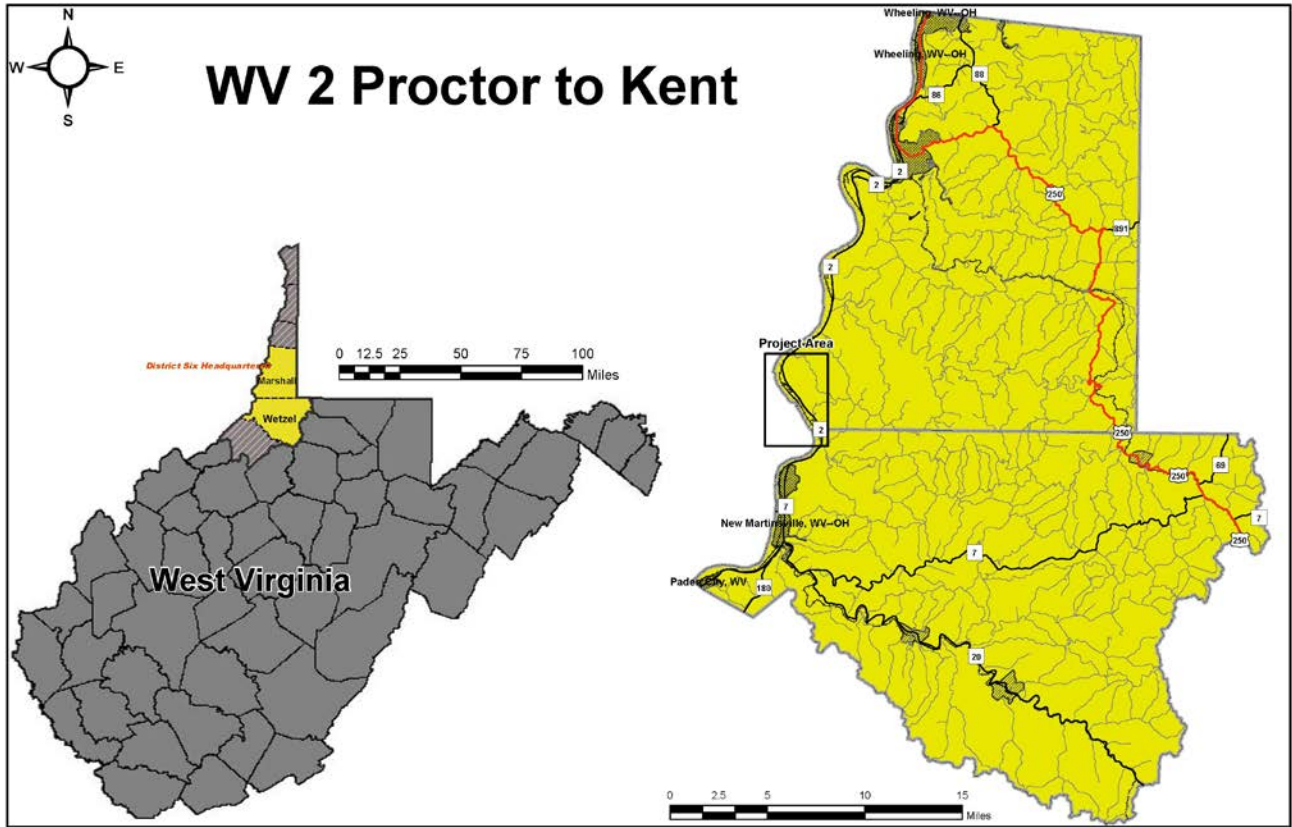 N
W E
S
WV 2 Proctor to Kent
District Six Headquarters
Marshall
Wetzel
0 12.5 25 50 75 100
Miles
West Virginia
Wheeling, WV--OH
Wheeling, WV--OH
88
86
2
2
250
891
2
Project Area
2
250
69
250
7
7
New Martinsville, WV--OH
250
7
Paden City, WV
180
20
0 2.5 5 10 15
Miles